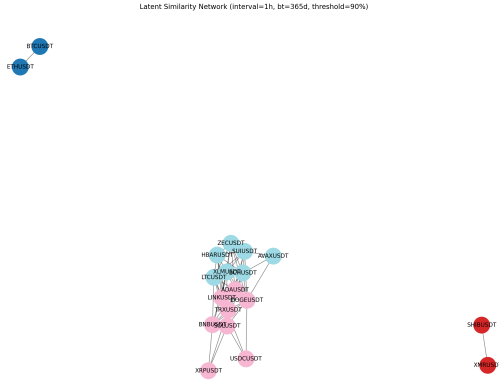 Latent Similarity Network (interval=1h, bt=365d, threshold=90%)
BTCUSDT
ETHUSDT
ZECUSDT
SUIUSDT
HBARUSDT
AVAXUSDT
XLMUSDT
LTCUSDT
ADAUSDT
LINKUSDT
DOGEUSDT
TRXUSDT
BNBUSDT
SHIBUSDT
USDCUSDT
XMRUSDT
XRPUSDT